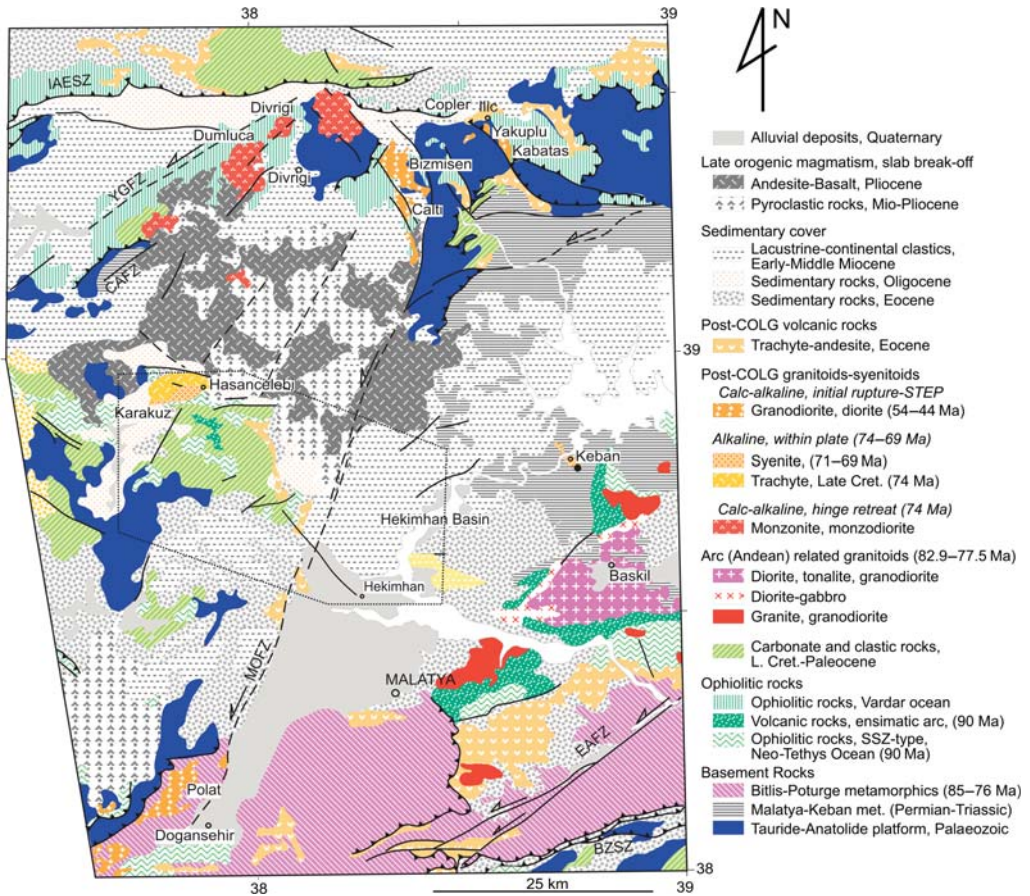 38
39
N
IAESZ
Divrigi
Copler
Ilic
Dumluca
Yakuplu
Kabatas
Divrigi
Bizmisen
YGFZ
Calti
CAFZ
39
Hasancelebi
Karakuz
Keban
Hekimhan Basin
Baskil
Hekimhan
MOFZ
MALATYA
EAFZ
Polat
Dogansehir
BZSZ
38
38
25 km
39
Alluvial deposits, Quaternary
Late orogenic magmatism, slab break-off
Andesite-Basalt, Pliocene
Pyroclastic rocks, Mio-Pliocene
Sedimentary cover
Lacustrine-continental clastics,
Early-Middle Miocene
Sedimentary rocks, Oligocene
Sedimentary rocks, Eocene
Post-COLG volcanic rocks
Trachyte-andesite, Eocene
Post-COLG granitoids-syenitoids
Calc-alkaline, initial rupture-STEP
Granodiorite, diorite (54–44 Ma)
Alkaline, within plate (74–69 Ma)
Syenite, (71–69 Ma)
Trachyte, Late Cret. (74 Ma)
Calc-alkaline, hinge retreat (74 Ma)
Monzonite, monzodiorite
Arc (Andean) related granitoids (82.9–77.5 Ma)
Diorite, tonalite, granodiorite
Diorite-gabbro
Granite, granodiorite
Carbonate and clastic rocks,
L. Cret.-Paleocene
Ophiolitic rocks
Ophiolitic rocks, Vardar ocean
Volcanic rocks, ensimatic arc, (90 Ma)
Ophiolitic rocks, SSZ-type,
Neo-Tethys Ocean (90 Ma)
Basement Rocks
Bitlis-Poturge metamorphics (85–76 Ma)
Malatya-Keban met. (Permian-Triassic)
Tauride-Anatolide platform, Palaeozoic